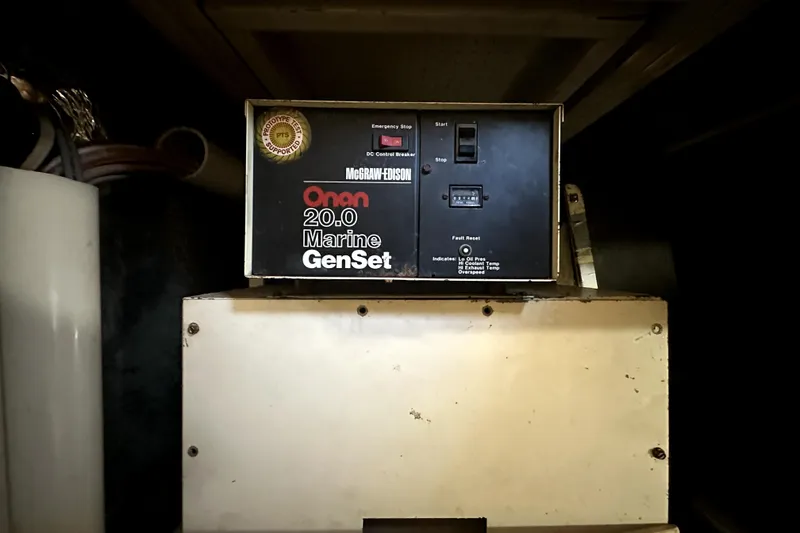 PROTOTYPE TEST
PTS
SUPPORTED
Emergency Stop
DC Control Breaker
McGRAW-EDISON
Onan
20.0
Marine
GenSet
Start
Stop
Fault Reset
Indicates: Lo Oil Pres
Hi Coolant Temp
Hi Exhaust Temp
Overspeed